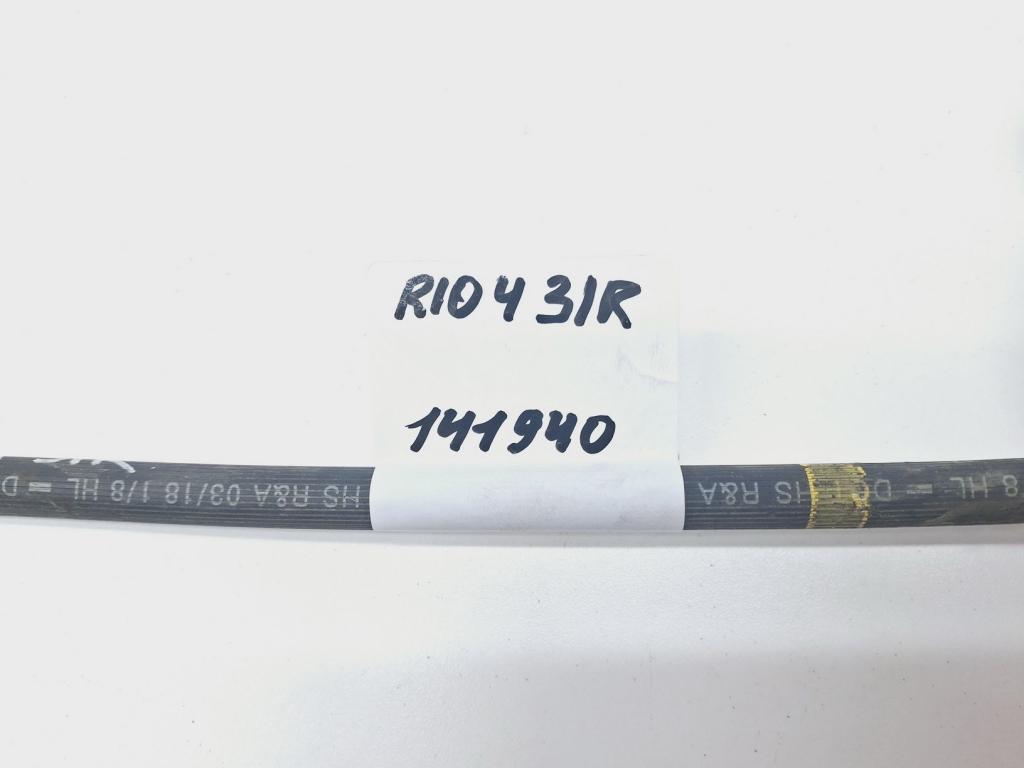 R10431R
141940
D = HL 1/8 03/18 HS R&A
HS R&A
D
8 HL =